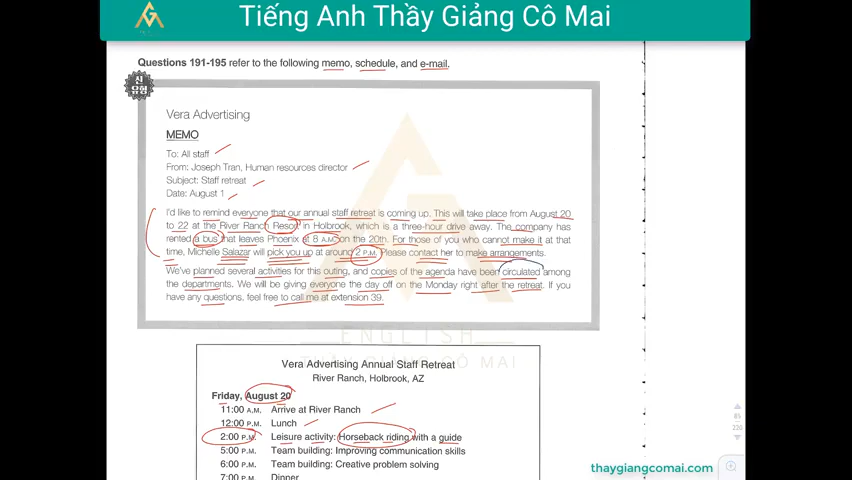 Tiếng Anh Thầy Giảng Cô Mai
Questions 191-195 refer to the following memo, schedule, and e-mail.
Vera Advertising
MEMO
To: All staff
From: Joseph Tran, Human resources director
Subject: Staff retreat
Date: August 1
I'd like to remind everyone that our annual staff retreat is coming up. This will take place from August 20
to 22 at the River Ranch Resort in Holbrook, which is a three-hour drive away. The company has
rented a bus that leaves Phoenix at 8 A.M. on the 20th. For those of you who cannot make it at that
time, Michelle Salazar will pick you up at around 2 P.M. Please contact her to make arrangements.
We've planned several activities for this outing, and copies of the agenda have been circulated among
the departments. We will be giving everyone the day off on the Monday right after the retreat. If you
have any questions, feel free to call me at extension 39.
ENGLISH
THẦY GIẢNG CÔ MAI
Vera Advertising Annual Staff Retreat
River Ranch, Holbrook, AZ
Friday, August 20
11:00 A.M. Arrive at River Ranch
12:00 P.M. Lunch
2:00 P.M. Leisure activity: Horseback riding with a guide
5:00 P.M. Team building: Improving communication skills
6:00 P.M. Team building: Creative problem solving
7:00 P.M. Dinner
85
220
thaygiangcomai.com